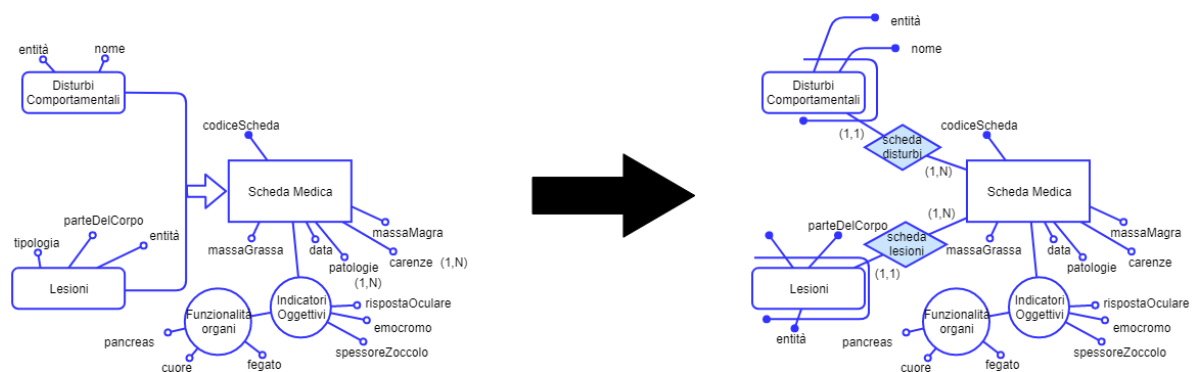 entità
nome
Disturbi
Comportamentali
codiceScheda
Scheda Medica
parteDelCorpo
tipologia
entità
Lesioni
massaGrassa
data
patologie
(1,N)
massaMagra
carenze (1,N)
Funzionalita
organi
Indicatori
Oggettivi
rispostaOculare
emocromo
spessoreZoccolo
pancreas
cuore
fegato
entità
nome
Disturbi
Comportamentali
(1,1)
scheda
disturbi
(1,N)
codiceScheda
Scheda Medica
parteDelCorpo
(1,N)
scheda
lesioni
(1,1)
Lesioni
entità
massaGrassa
data
patologie
massaMagra
carenze
Funzionalita
organi
Indicatori
Oggettivi
rispostaOculare
emocromo
spessoreZoccolo
pancreas
cuore
fegato